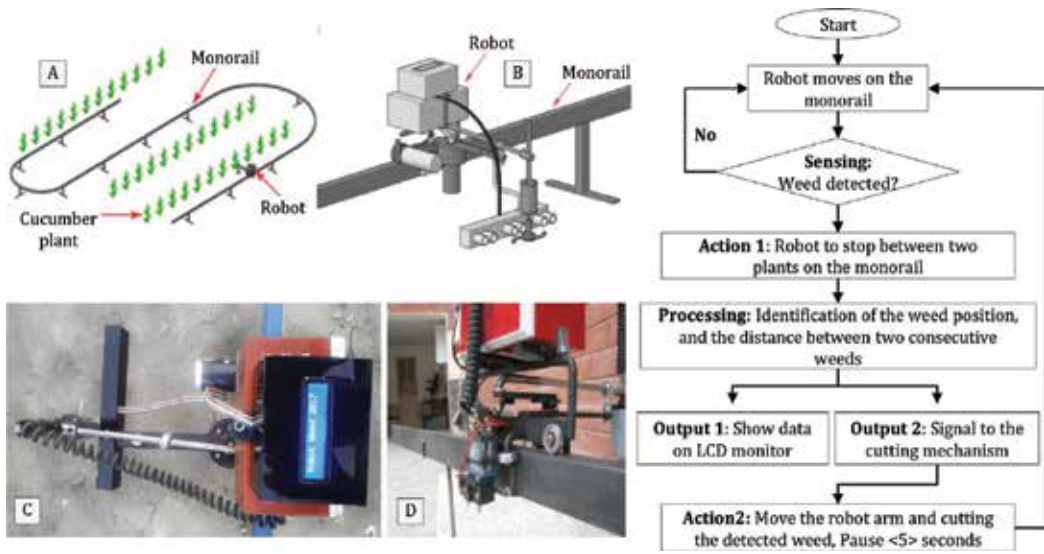 A
Monorail
Robot
Cucumber
plant
Robot
B
Monorail
C
D
Start
Robot moves on the
monorail
No
Sensing:
Weed detected?
Action 1: Robot to stop between two
plants on the monorail
Processing: Identification of the weed position,
and the distance between two consecutive
weeds
Output 1: Show data
on LCD monitor
Output 2: Signal to the
cutting mechanism
Action2: Move the robot arm and cutting
the detected weed, Pause <5> seconds